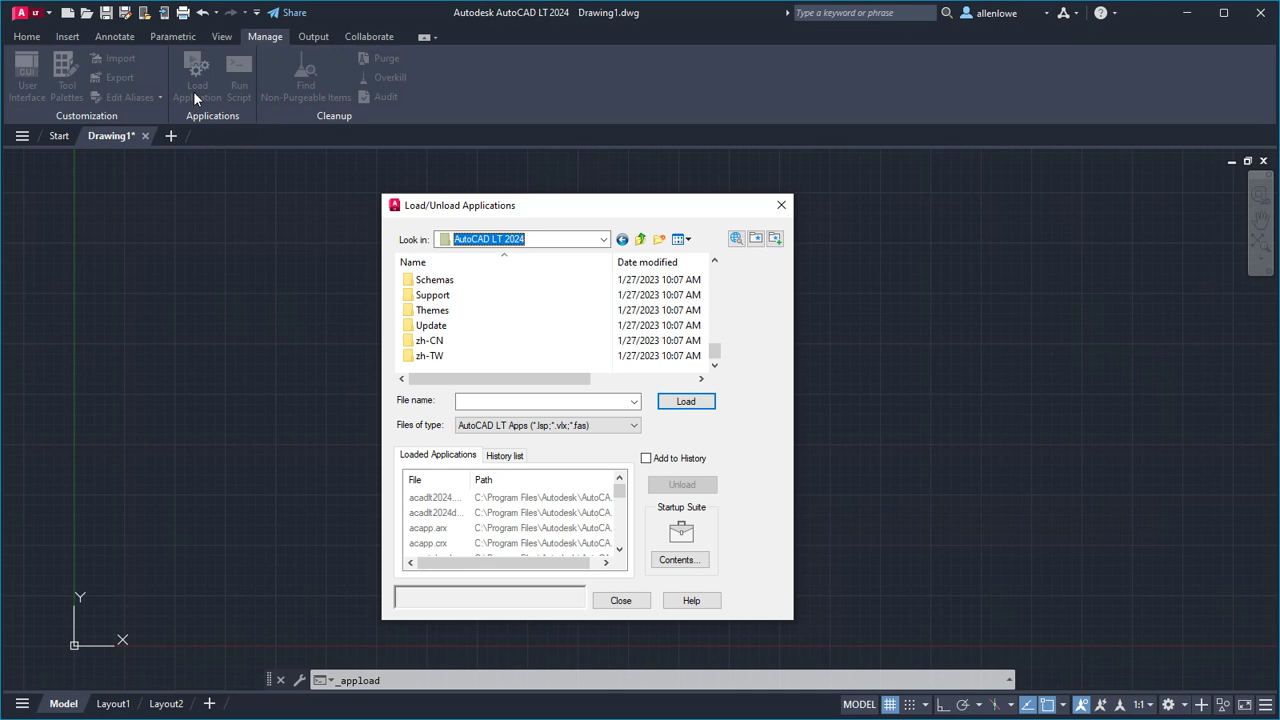 LT Share Autodesk AutoCAD LT 2024 Drawing1.dwg Type a keyword or phrase allenlowe
Home Insert Annotate Parametric View Manage Output Collaborate
CUI
User Interface Tool Palettes Import Export Edit Aliases Load Application Run Script Find Non-Purgeable Items Purge Overkill Audit
Customization Applications Cleanup
Start Drawing1*
Load/Unload Applications
Look in: AutoCAD LT 2024
Name Date modified
Schemas 1/27/2023 10:07 AM
Support 1/27/2023 10:07 AM
Themes 1/27/2023 10:07 AM
Update 1/27/2023 10:07 AM
zh-CN 1/27/2023 10:07 AM
zh-TW 1/27/2023 10:07 AM
File name: Load
Files of type: AutoCAD LT Apps (*.lsp;*.vlx;*.fas)
Loaded Applications History list Add to History
File Path Unload
acadlt2024.... C:\Program Files\Autodesk\AutoCA.
acadlt2024d... C:\Program Files\Autodesk\AutoCA.
acapp.arx C:\Program Files\Autodesk\AutoCA.
acapp.crx C:\Program Files\Autodesk\AutoCA.
Startup Suite
Contents...
Close Help
Y
X
_appload
Model Layout1 Layout2 MODEL 1:1